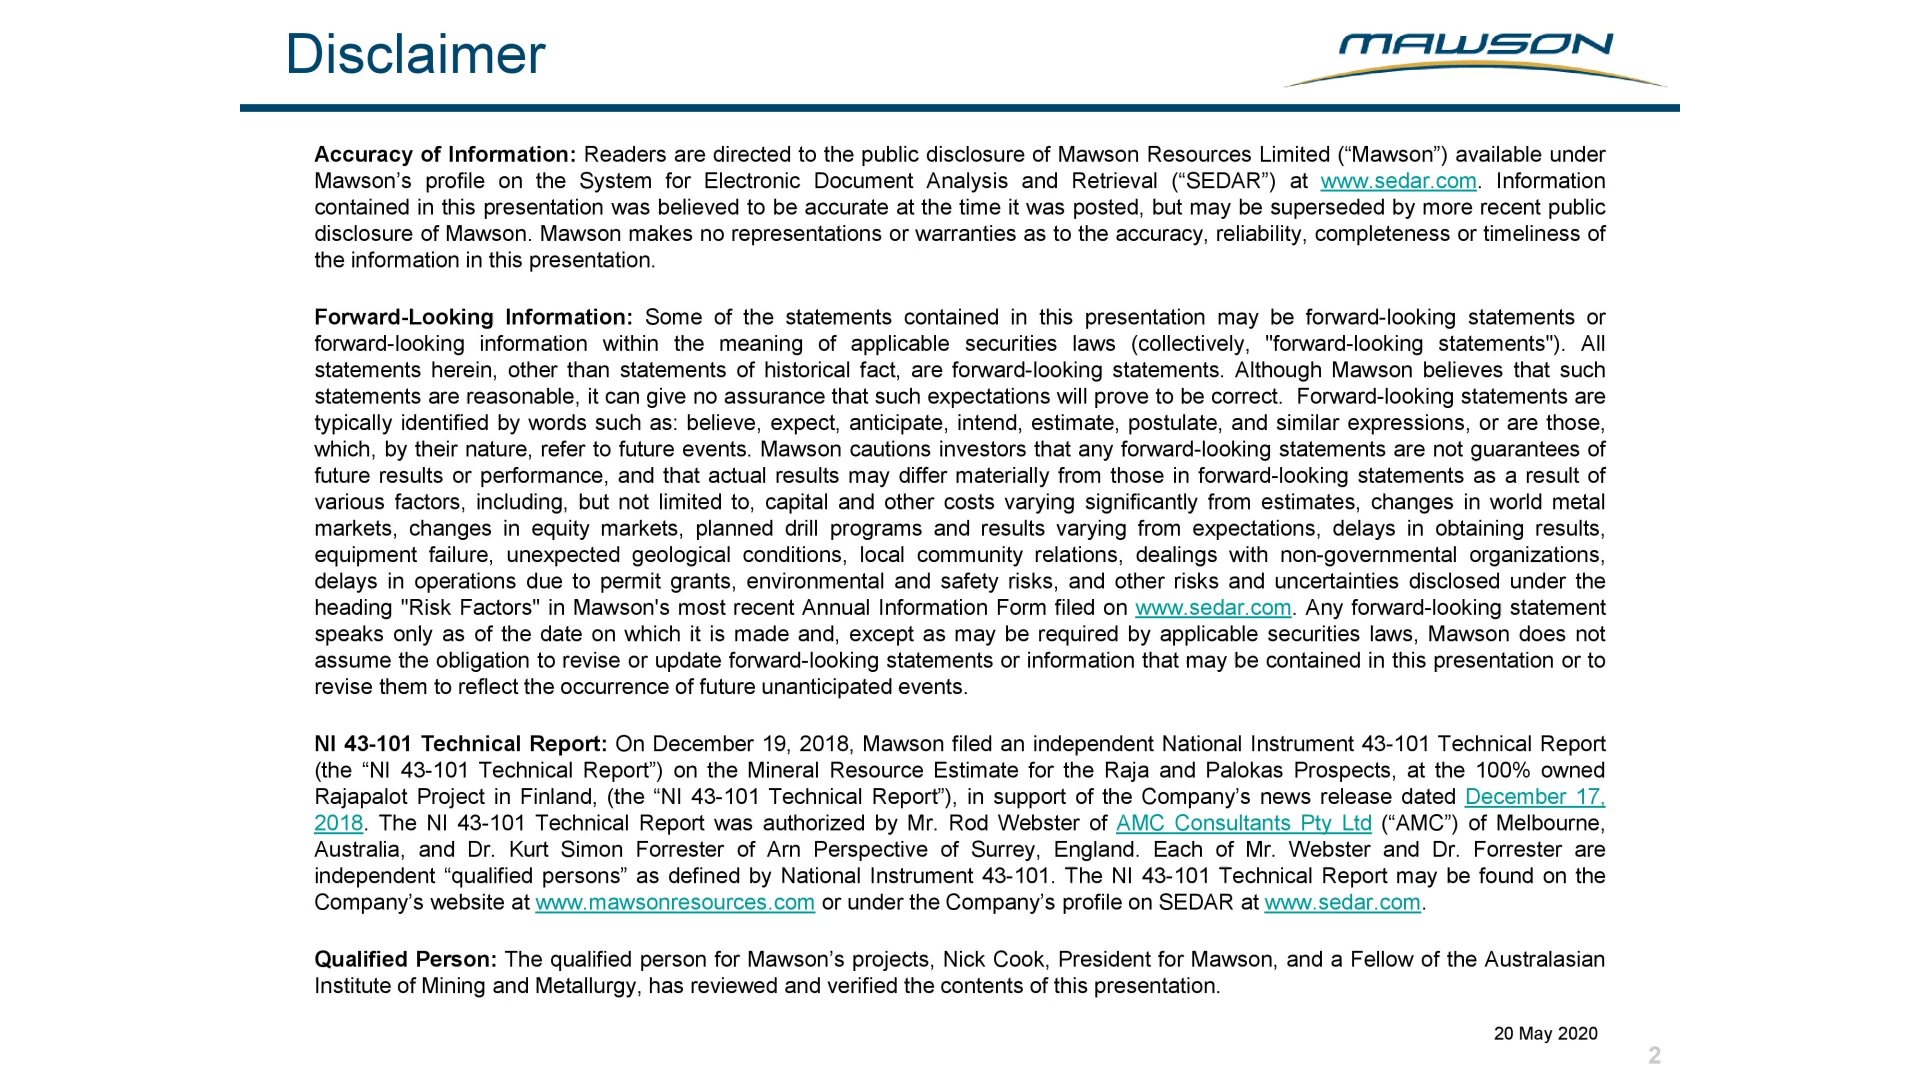 Disclaimer
MAWSON
Accuracy of Information: Readers are directed to the public disclosure of Mawson Resources Limited (“Mawson”) available under
Mawson’s profile on the System for Electronic Document Analysis and Retrieval (“SEDAR”) at www.sedar.com. Information
contained in this presentation was believed to be accurate at the time it was posted, but may be superseded by more recent public
disclosure of Mawson. Mawson makes no representations or warranties as to the accuracy, reliability, completeness or timeliness of
the information in this presentation.
Forward-Looking Information: Some of the statements contained in this presentation may be forward-looking statements or
forward-looking information within the meaning of applicable securities laws (collectively, "forward-looking statements"). All
statements herein, other than statements of historical fact, are forward-looking statements. Although Mawson believes that such
statements are reasonable, it can give no assurance that such expectations will prove to be correct.  Forward-looking statements are
typically identified by words such as: believe, expect, anticipate, intend, estimate, postulate, and similar expressions, or are those,
which, by their nature, refer to future events. Mawson cautions investors that any forward-looking statements are not guarantees of
future results or performance, and that actual results may differ materially from those in forward-looking statements as a result of
various factors, including, but not limited to, capital and other costs varying significantly from estimates, changes in world metal
markets, changes in equity markets, planned drill programs and results varying from expectations, delays in obtaining results,
equipment failure, unexpected geological conditions, local community relations, dealings with non-governmental organizations,
delays in operations due to permit grants, environmental and safety risks, and other risks and uncertainties disclosed under the
heading "Risk Factors" in Mawson's most recent Annual Information Form filed on www.sedar.com. Any forward-looking statement
speaks only as of the date on which it is made and, except as may be required by applicable securities laws, Mawson does not
assume the obligation to revise or update forward-looking statements or information that may be contained in this presentation or to
revise them to reflect the occurrence of future unanticipated events.
NI 43-101 Technical Report: On December 19, 2018, Mawson filed an independent National Instrument 43-101 Technical Report
(the “NI 43-101 Technical Report”) on the Mineral Resource Estimate for the Raja and Palokas Prospects, at the 100% owned
Rajapalot Project in Finland, (the “NI 43-101 Technical Report”), in support of the Company’s news release dated December 17,
2018. The NI 43-101 Technical Report was authorized by Mr. Rod Webster of AMC Consultants Pty Ltd (“AMC”) of Melbourne,
Australia, and Dr. Kurt Simon Forrester of Arn Perspective of Surrey, England. Each of Mr. Webster and Dr. Forrester are
independent “qualified persons” as defined by National Instrument 43-101. The NI 43-101 Technical Report may be found on the
Company’s website at www.mawsonresources.com or under the Company’s profile on SEDAR at www.sedar.com.
Qualified Person: The qualified person for Mawson’s projects, Nick Cook, President for Mawson, and a Fellow of the Australasian
Institute of Mining and Metallurgy, has reviewed and verified the contents of this presentation.
20 May 2020
2